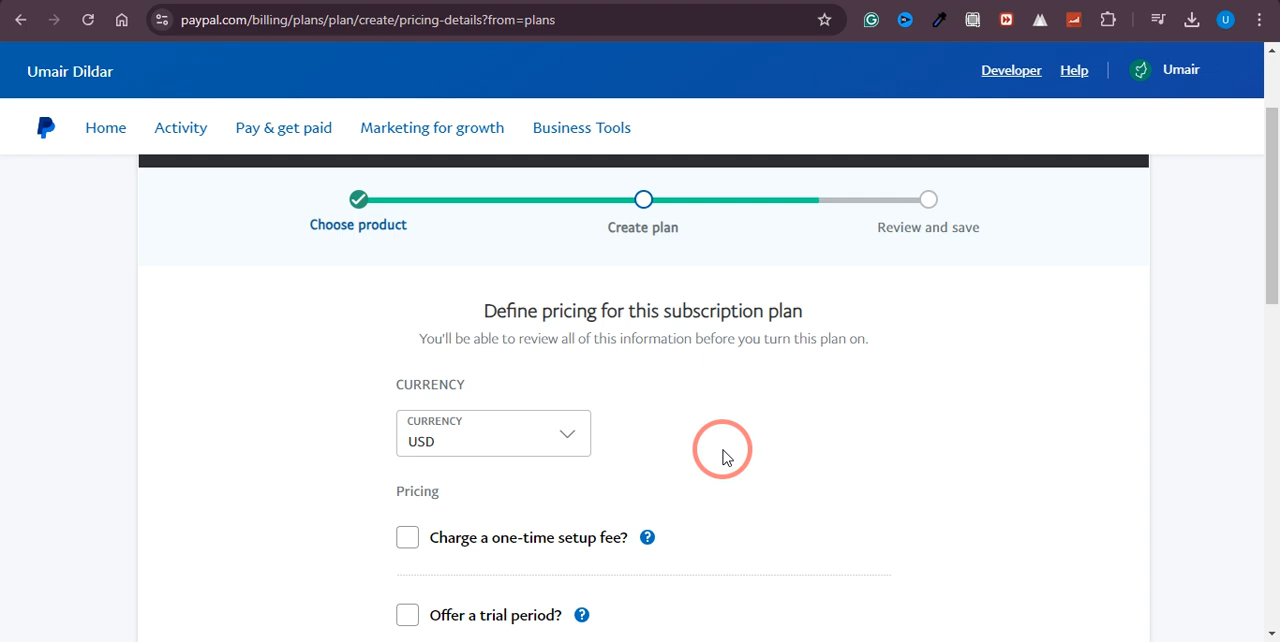 paypal.com/billing/plans/plan/create/pricing-details?from=plans
U
Umair Dildar
Developer Help Umair
Home Activity Pay & get paid Marketing for growth Business Tools
Choose product
Create plan
Review and save
Define pricing for this subscription plan
You'll be able to review all of this information before you turn this plan on.
CURRENCY
CURRENCY
USD
Pricing
Charge a one-time setup fee? ?
Offer a trial period? ?